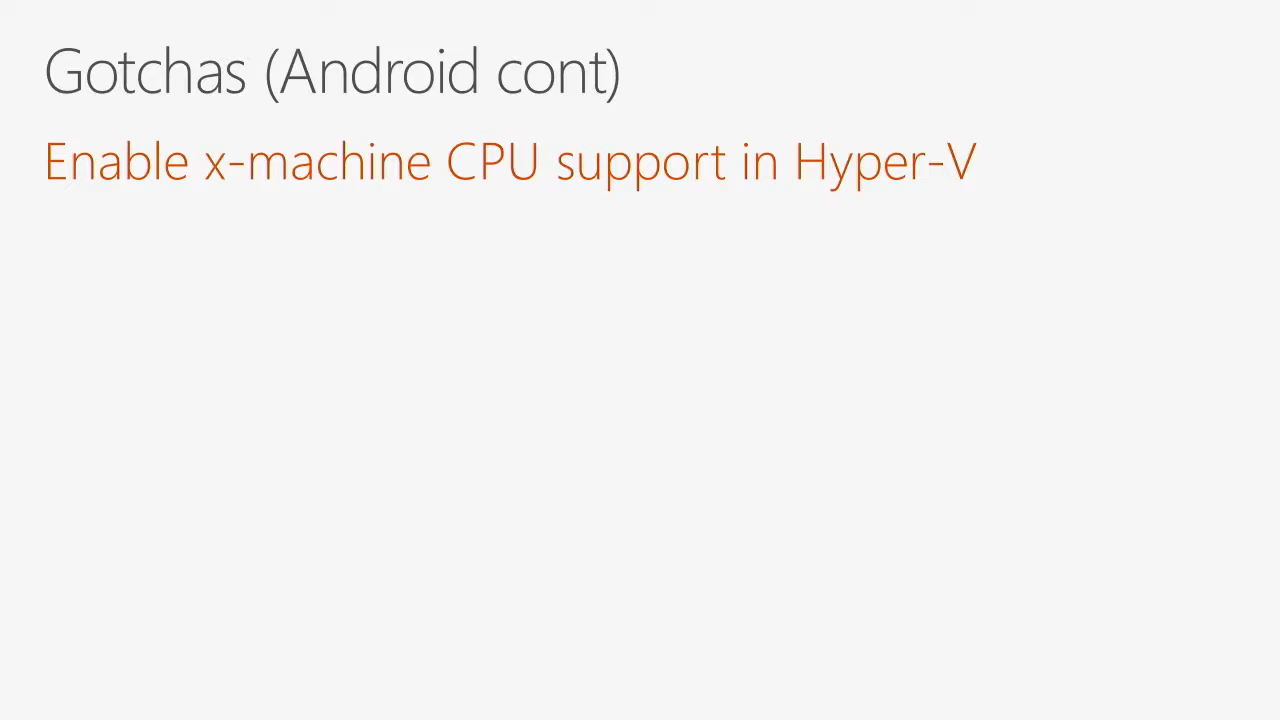 Gotchas (Android cont)
Enable x-machine CPU support in Hyper-V